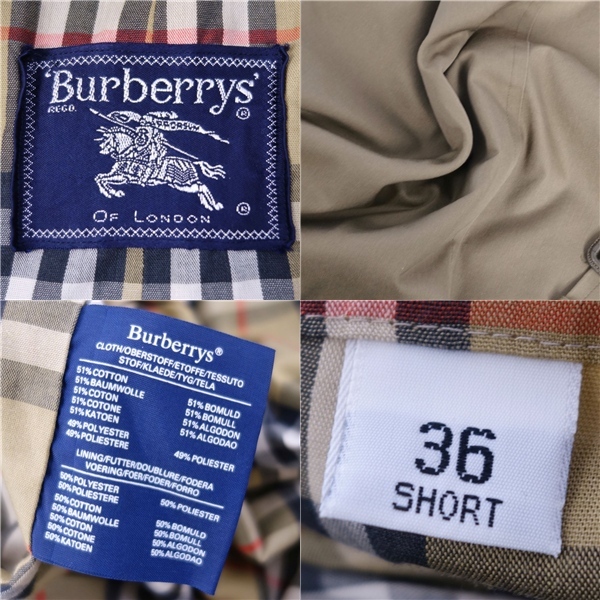 'Burberrys'
REGD.
PRORSUM
®
OF LONDON ®
Burberrys®
CLOTH/OBERSTOFF/ETOFFE/TESSUTO
STOF/KLAEDE/TYG/TELA
51% COTTON
51% BAUMWOLLE 51% BOMULD
51% COTON 51% BOMULL
51% COTONE 51% ALGODON
51% KATOEN 51% ALGODAO
49% POLYESTER 49% POLIESTER
49% POLIESTERE
LINING/FUTTER/DOUBLURE/FODERA
VOERING/FOER/FODER/FORRO
50% POLYESTER 50% POLIESTER
50% POLIESTERE
50% COTTON 50% BOMULD
50% BAUMWOLLE 50% BOMULL
50% COTON 50% ALGODON
50% COTONE 50% ALGODAO
50% KATOEN
36
SHORT